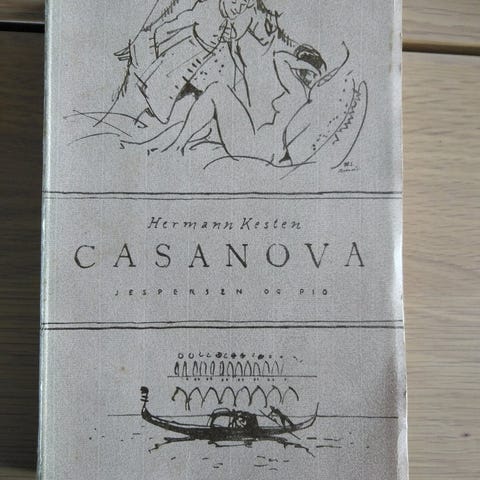 Hermann Kesten
CASANOVA
JESPERSEN OG PIO